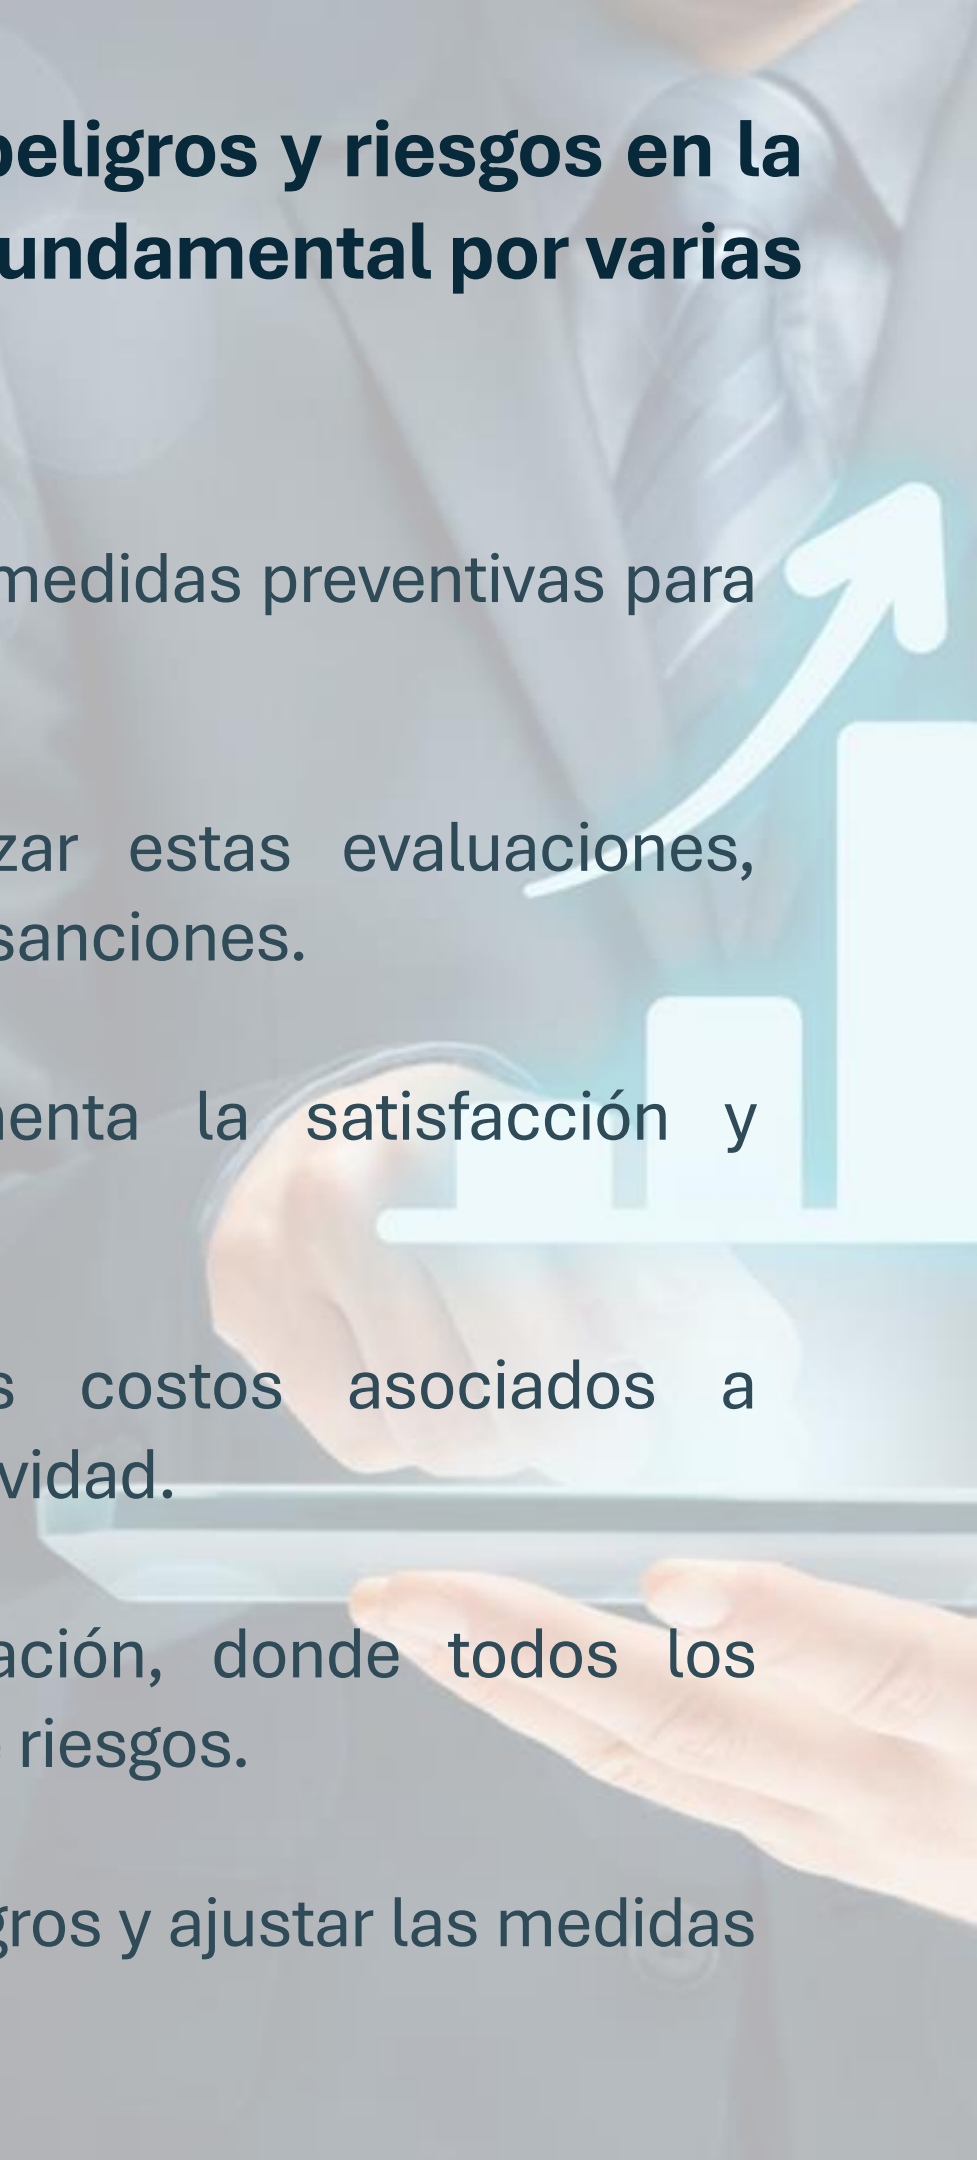 peligros y riesgos en la
undamental por varias
medidas preventivas para
zar estas evaluaciones,
sanciones.
enta la satisfacción y
s costos asociados a
vidad.
ación, donde todos los
riesgos.
gros y ajustar las medidas